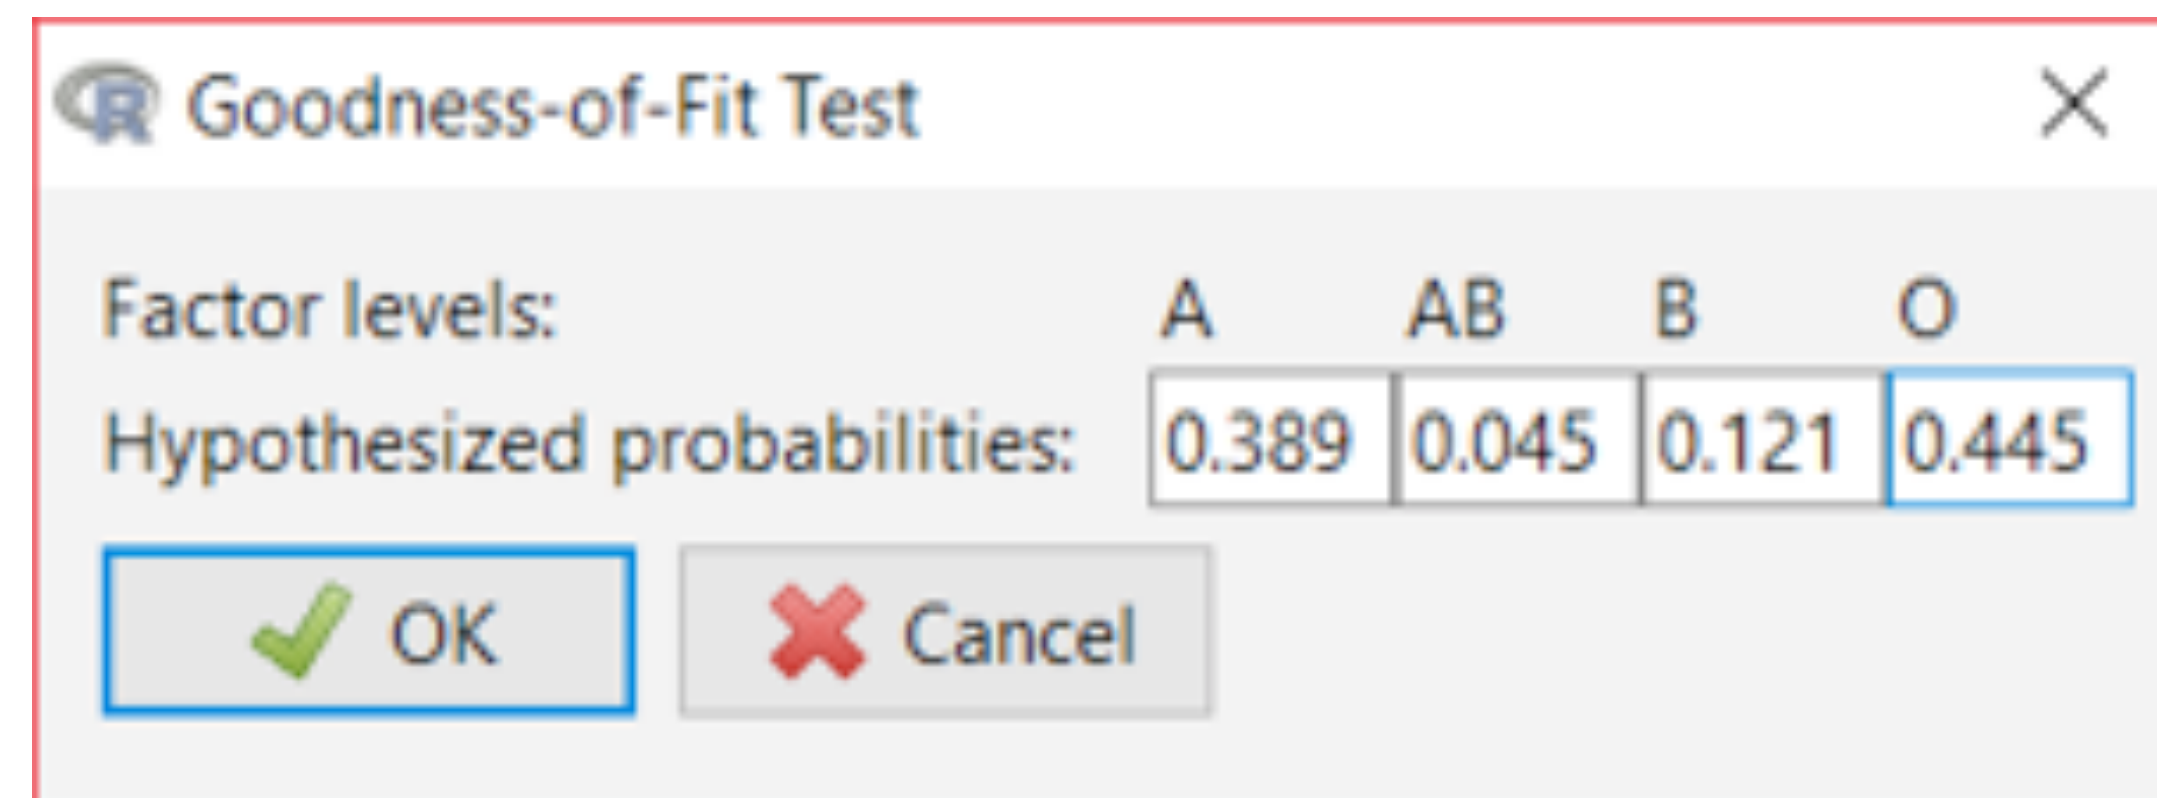 R Goodness-of-Fit Test
Factor levels: A AB B O
Hypothesized probabilities: 0.389 0.045 0.121 0.445
OK Cancel